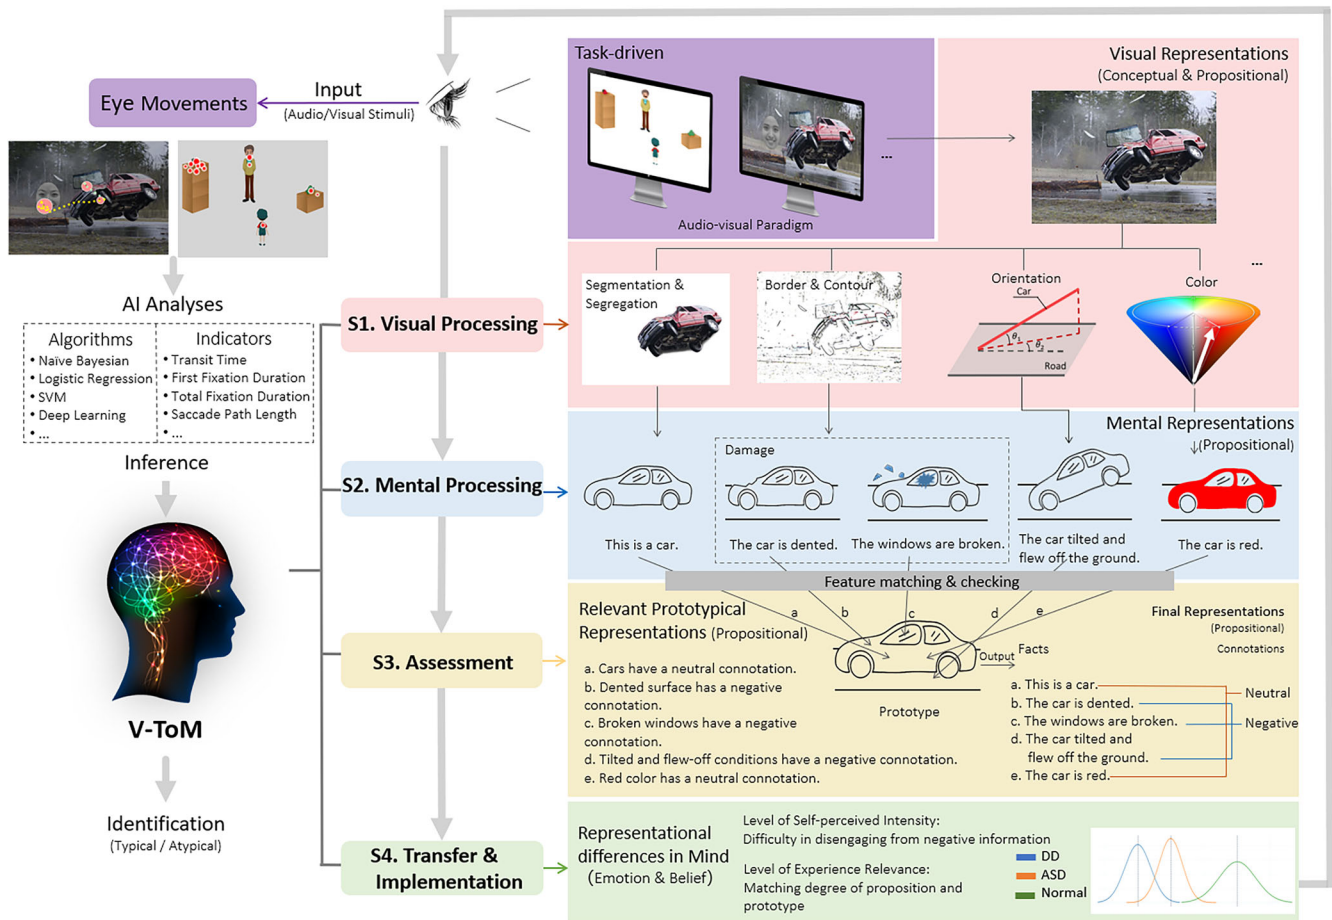 Eye Movements
Input
(Audio/Visual Stimuli)
AI Analyses
Algorithms
• Naïve Bayesian
• Logistic Regression
• SVM
• Deep Learning
• ...
Indicators
• Transit Time
• First Fixation Duration
• Total Fixation Duration
• Saccade Path Length
• ...
Inference
V-ToM
Identification
(Typical / Atypical)
S1. Visual Processing
S2. Mental Processing
S3. Assessment
S4. Transfer &
Implementation
Task-driven
...
Audio-visual Paradigm
Visual Representations
(Conceptual & Propositional)
...
Segmentation &
Segregation
Border & Contour
Orientation
Car
θ1
θ2
Road
Color
Mental Representations
(Propositional)
Damage
This is a car.
The car is dented.
The windows are broken.
The car tilted and
flew off the ground.
The car is red.
Feature matching & checking
Relevant Prototypical
Representations (Propositional)
a. Cars have a neutral connotation.
b. Dented surface has a negative
connotation.
c. Broken windows have a negative
connotation.
d. Tilted and flew-off conditions have a negative connotation.
e. Red color has a neutral connotation.
a
b
c
d
e
Prototype
Output
Facts
Final Representations
(Propositional)
Connotations
a. This is a car.
b. The car is dented.
c. The windows are broken.
d. The car tilted and
flew off the ground.
e. The car is red.
Neutral
Negative
Representational
differences in Mind
(Emotion & Belief)
Level of Self-perceived Intensity:
Difficulty in disengaging from negative information
Level of Experience Relevance:
Matching degree of proposition and
prototype
DD
ASD
Normal